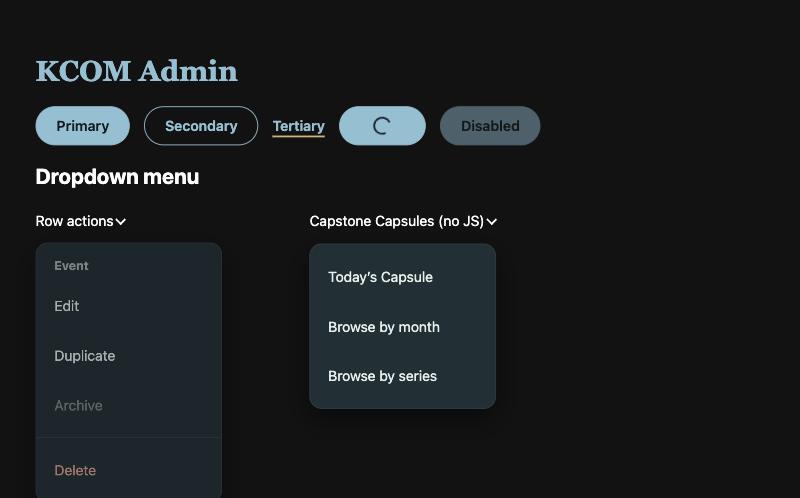 KCOM Admin
Primary
Secondary
Tertiary
Disabled
Dropdown menu
Row actions
Capstone Capsules (no JS)
Event
Edit
Duplicate
Archive
Delete
Today’s Capsule
Browse by month
Browse by series